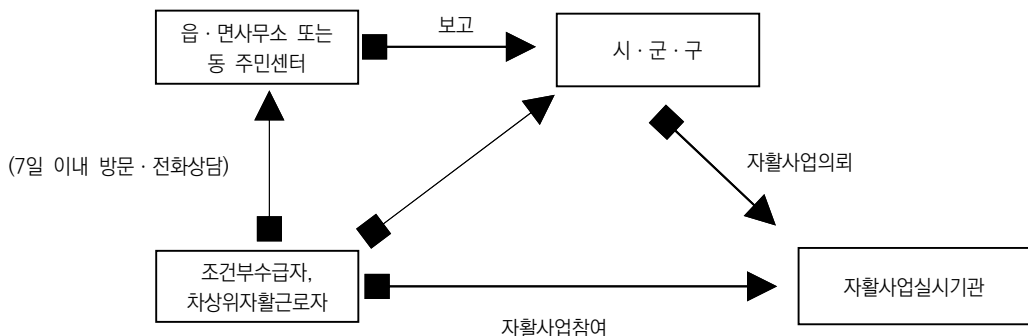 읍 · 면사무소 또는
동 주민센터
보고
시 · 군 · 구
(7일 이내 방문 · 전화상담)
자활사업의뢰
조건부수급자,
차상위자활근로자
자활사업실시기관
자활사업참여